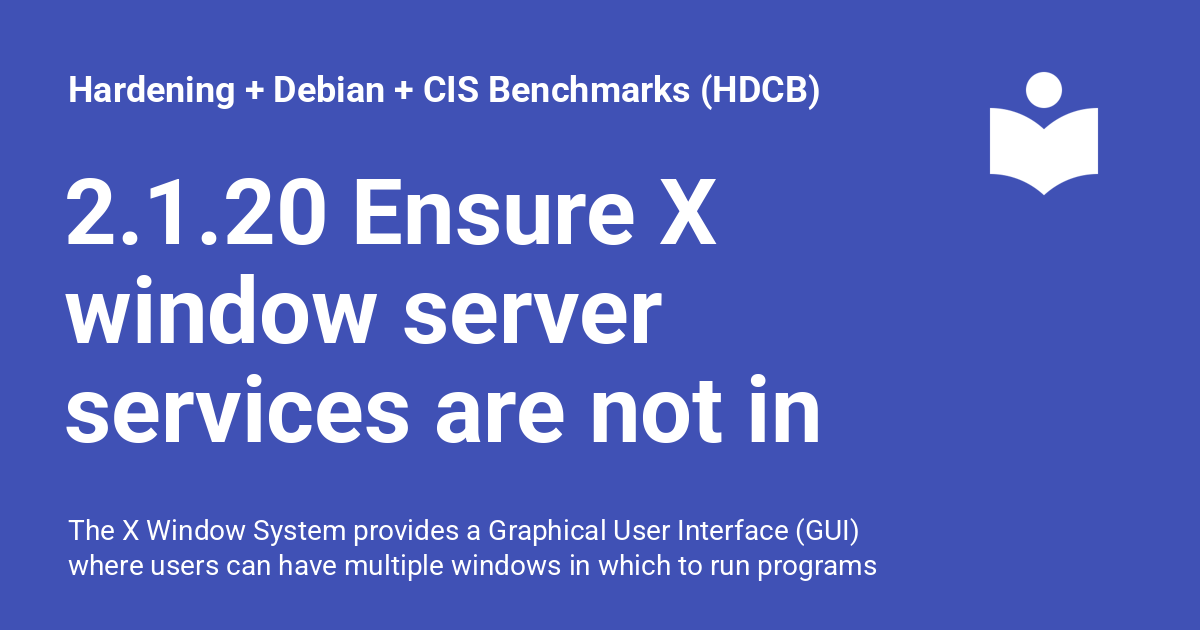 Hardening + Debian + CIS Benchmarks (HDCB)
2.1.20 Ensure X
window server
services are not in
The X Window System provides a Graphical User Interface (GUI)
where users can have multiple windows in which to run programs